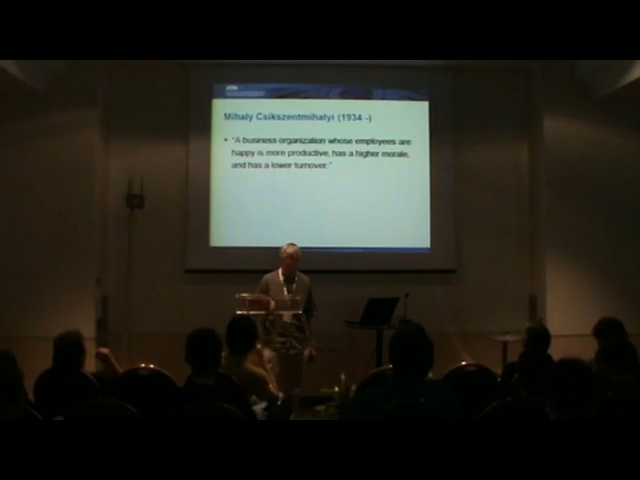 Mihaly Csikszentmihalyi (1934 -)
• "A business organization whose employees are
happy is more productive, has a higher morale,
and has a lower turnover."